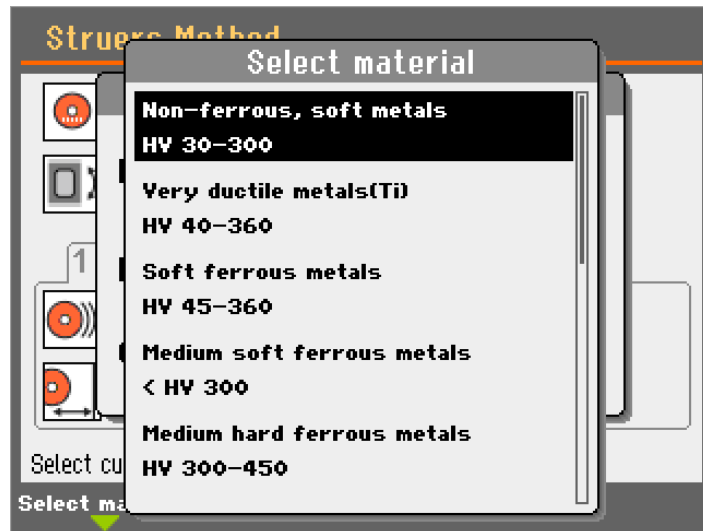 Struers Method
Select material
Non-ferrous, soft metals
HV 30-300
Very ductile metals(Ti)
HV 40-360
1
Soft ferrous metals
HV 45-360
Medium soft ferrous metals
< HV 300
Medium hard ferrous metals
HV 300-450
Select cu
Select ma